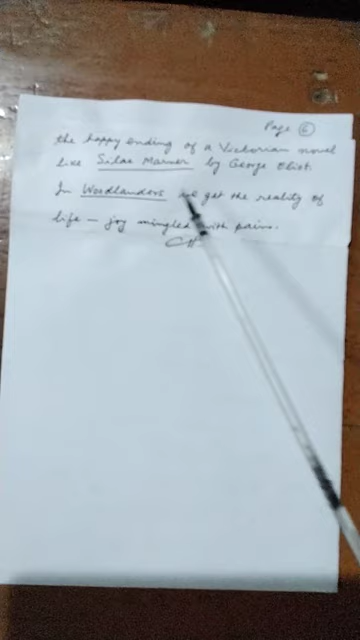 Page 6
the happy ending of a Victorian novel
like Silas Marner by George Eliot.
In Woodlanders we get the reality of
life — joy mingled with pains.